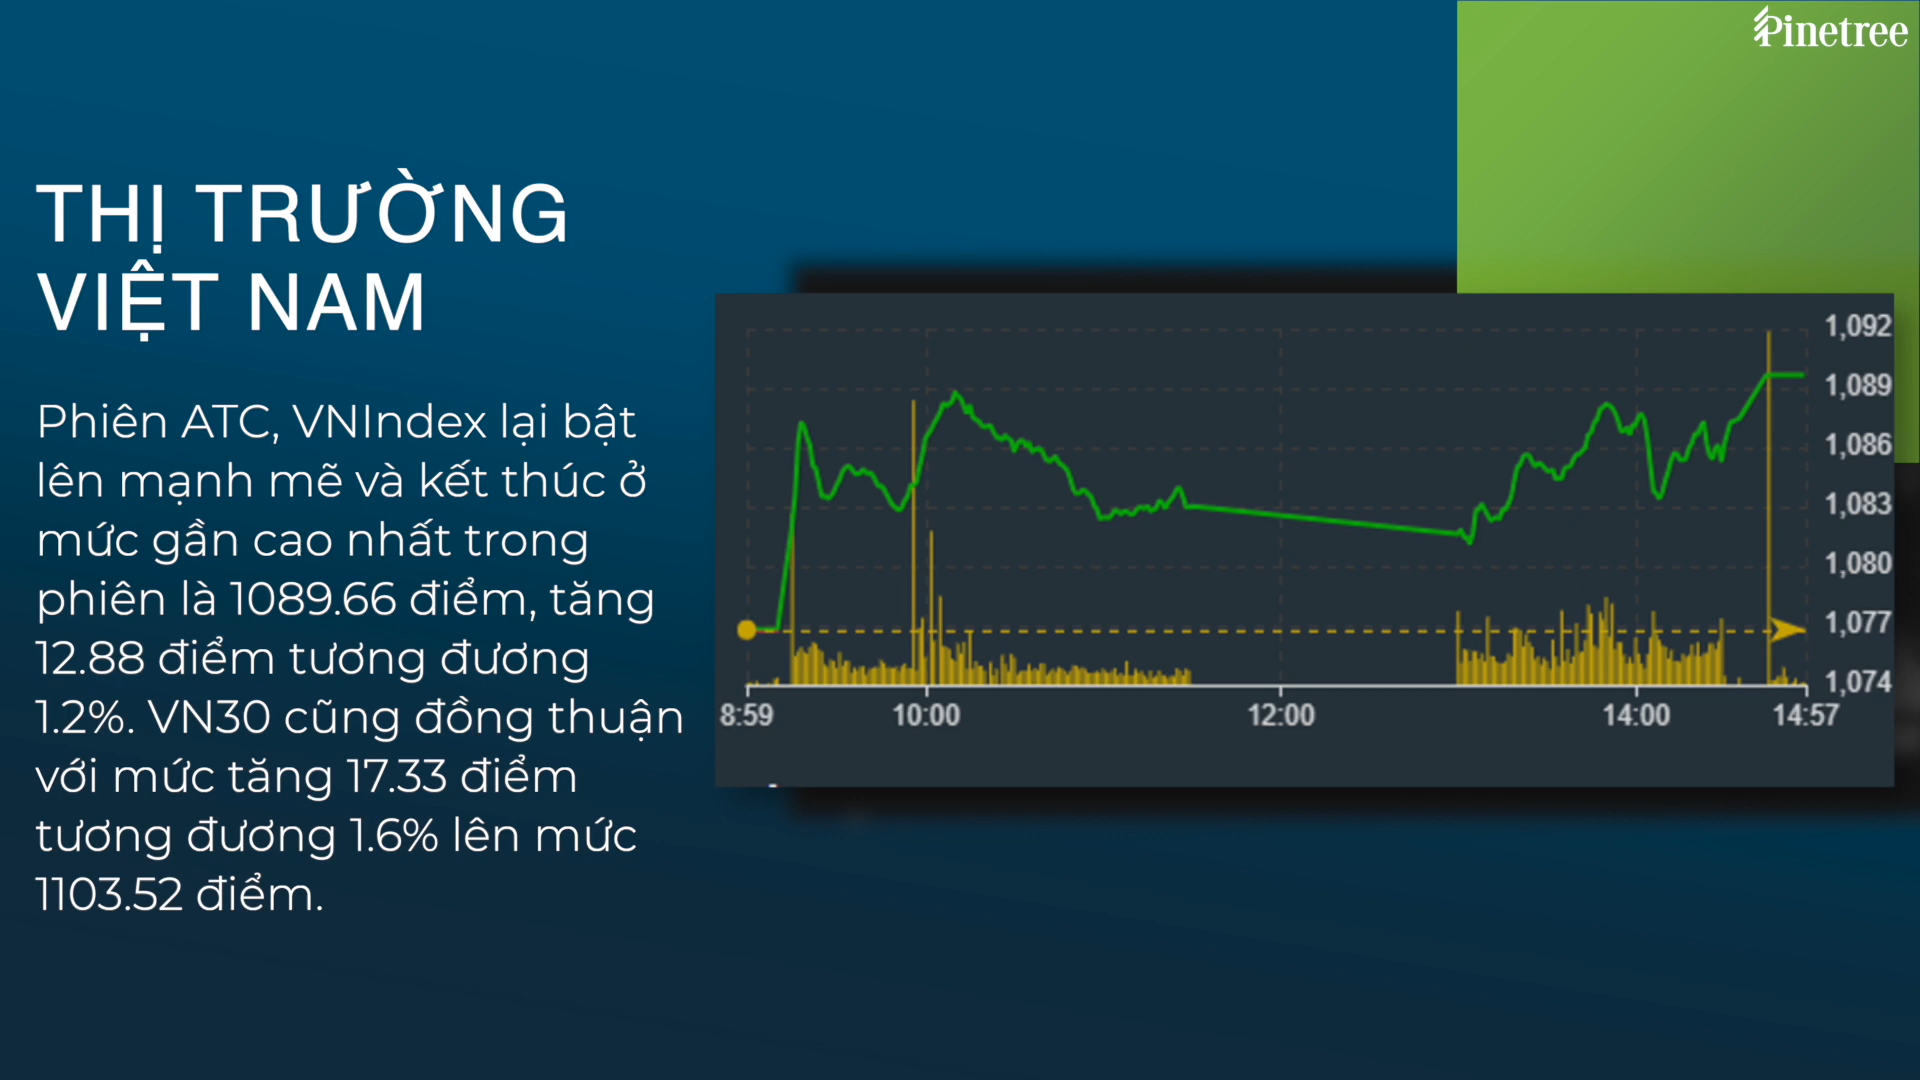 Pinetree
THỊ TRƯỜNG
VIỆT NAM
Phiên ATC, VNIndex lại bật
lên mạnh mẽ và kết thúc ở
mức gần cao nhất trong
phiên là 1089.66 điểm, tăng
12.88 điểm tương đương
1.2%. VN30 cũng đồng thuận
với mức tăng 17.33 điểm
tương đương 1.6% lên mức
1103.52 điểm.
1,092
1,089
1,086
1,083
1,080
1,077
1,074
8:59 10:00 12:00 14:00 14:57